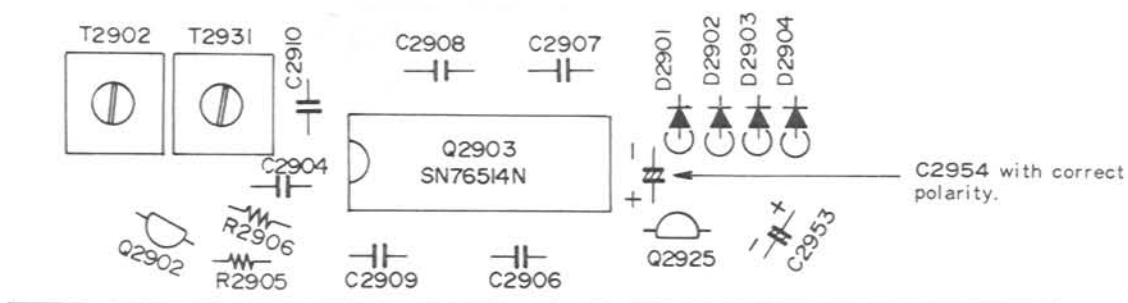 T2902
T2931
C2910
C2908
C2907
D2901
D2902
D2903
D2904
Q2903
SN76514N
C2904
-
+
C2954 with correct
polarity.
R2906
Q2902
R2905
C2909
C2906
Q2925
+
-
C2953